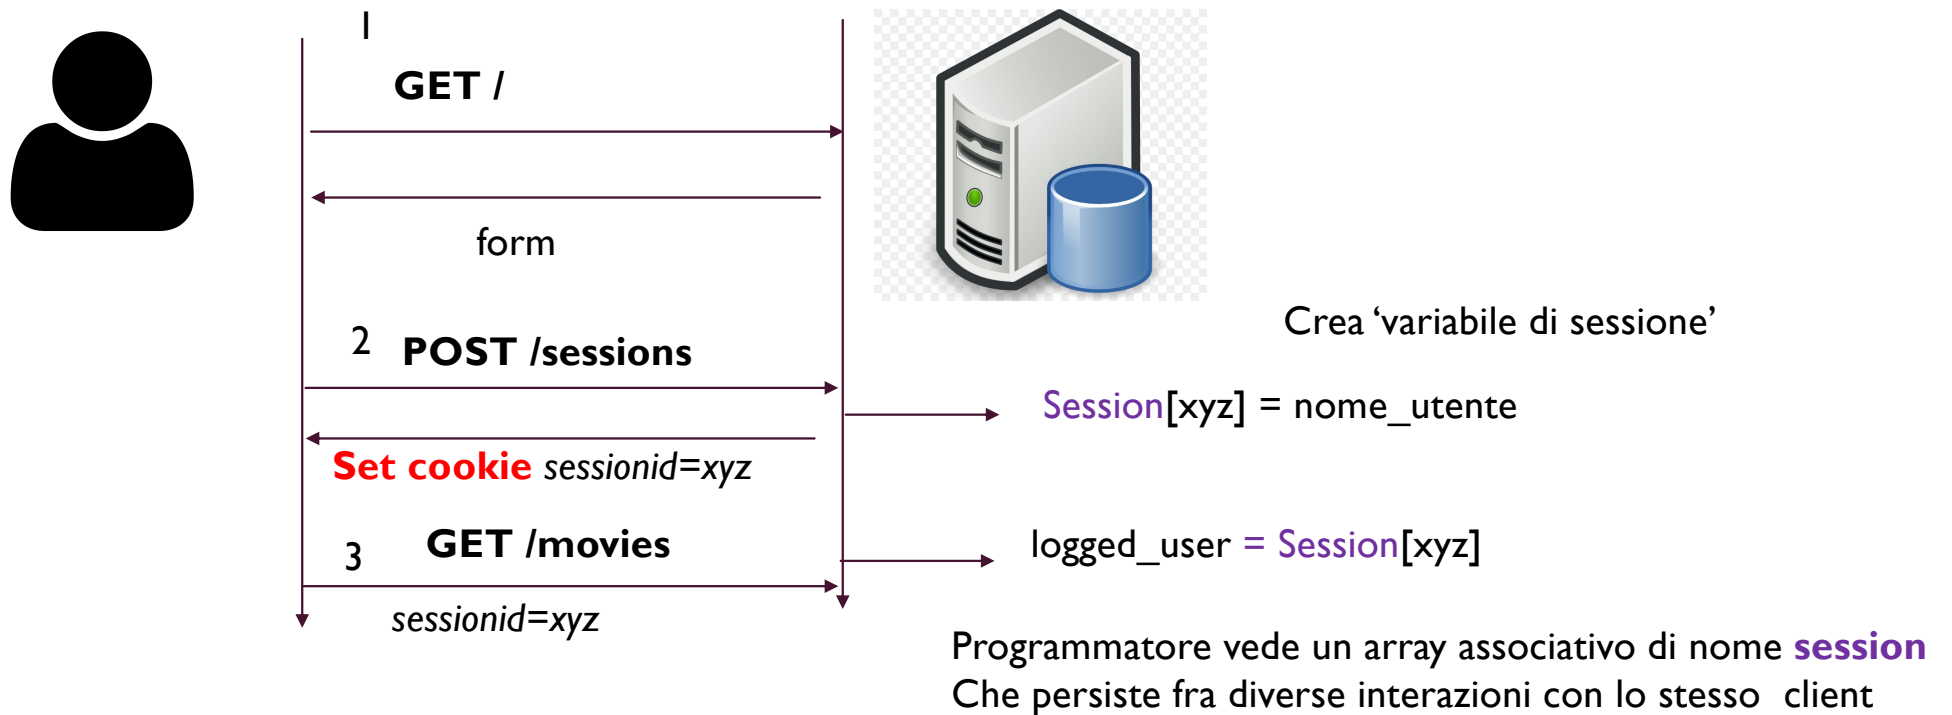 1
GET /
form
Crea ‘variabile di sessione’
2
POST /sessions
Session[xyz] = nome_utente
Set cookie sessionid=xyz
3
GET /movies
logged_user = Session[xyz]
sessionid=xyz
Programmatore vede un array associativo di nome session
Che persiste fra diverse interazioni con lo stesso client